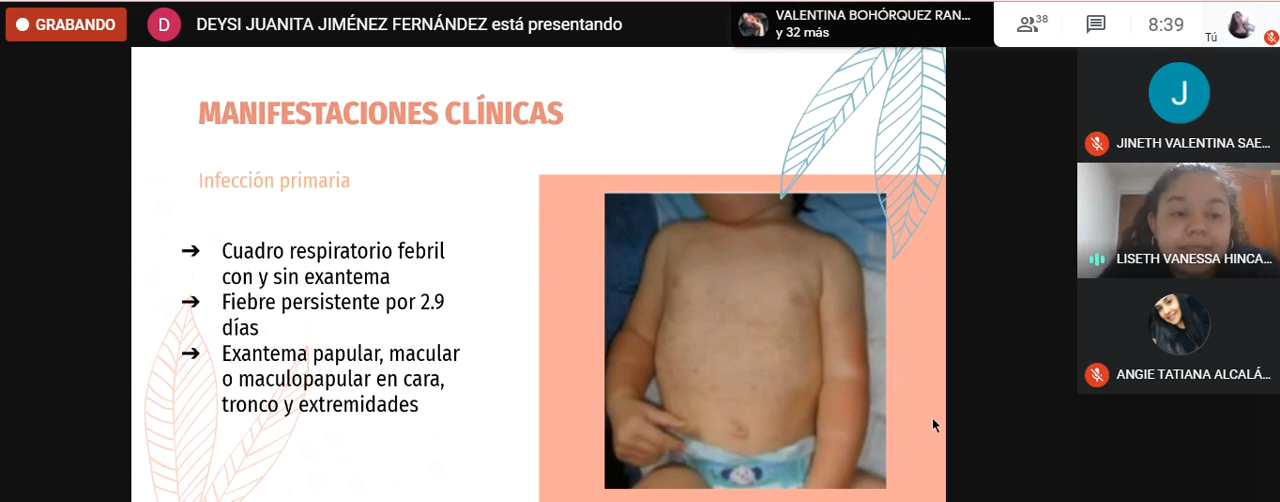 GRABANDO
D
DEYSI JUANITA JIMÉNEZ FERNÁNDEZ está presentando
VALENTINA BOHÓRQUEZ RAN...
y 32 más
38
8:39
Tú
MANIFESTACIONES CLÍNICAS
Infección primaria
➔ Cuadro respiratorio febril
con y sin exantema
➔ Fiebre persistente por 2.9
días
➔ Exantema papular, macular
o maculopapular en cara,
tronco y extremidades
J
JINETH VALENTINA SAE...
LISETH VANESSA HINCA...
ANGIE TATIANA ALCALÁ...